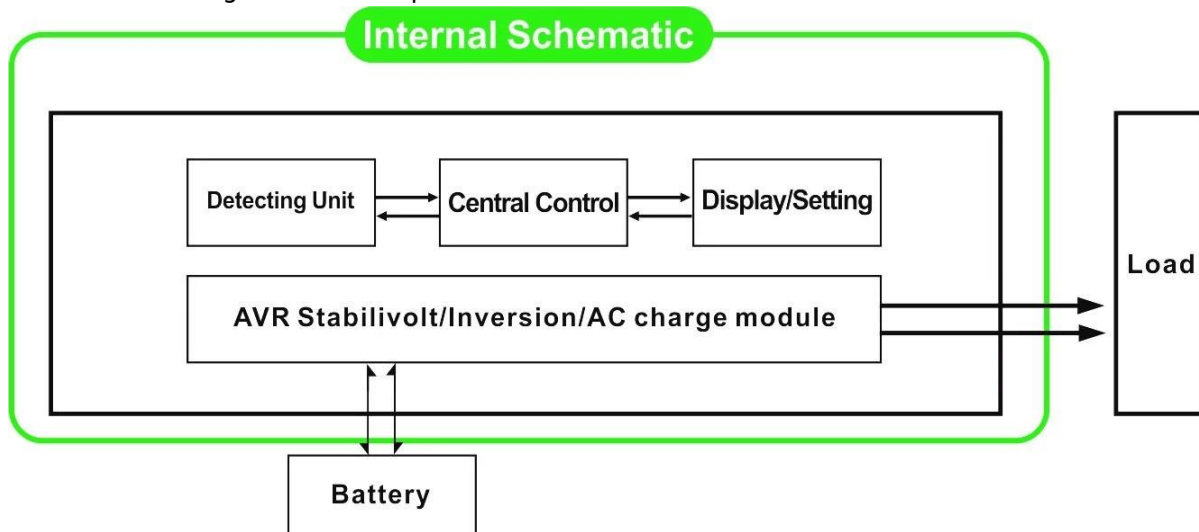 Internal Schematic
Detecting Unit
Central Control
Display/Setting
Load
AVR Stabilivolt/Inversion/AC charge module
Battery